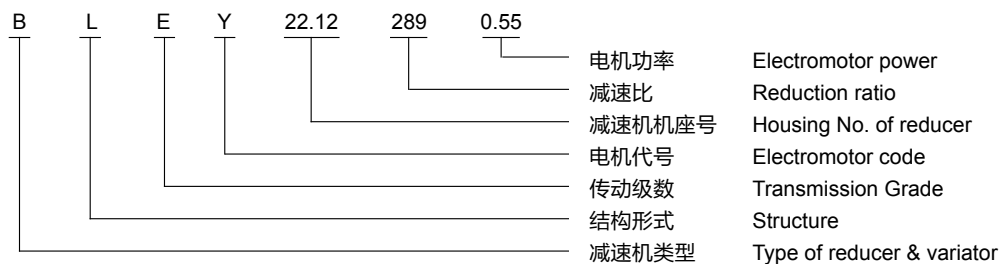 B L E Y 22.12 289 0.55
电机功率 Electromotor power
减速比 Reduction ratio
减速机机座号 Housing No. of reducer
电机代号 Electromotor code
传动级数 Transmission Grade
结构形式 Structure
减速机类型 Type of reducer & variator